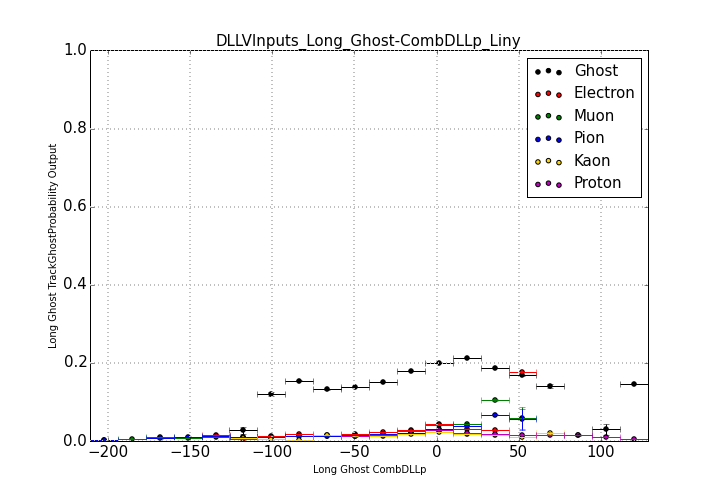 DLLVInputs_Long_Ghost-CombDLLp_Liny
1.0
0.8
0.6
0.4
0.2
0.0
Long Ghost TrackGhostProbability Output
Ghost
Electron
Muon
Pion
Kaon
Proton
−200 −150 −100 −50 0 50 100
Long Ghost CombDLLp